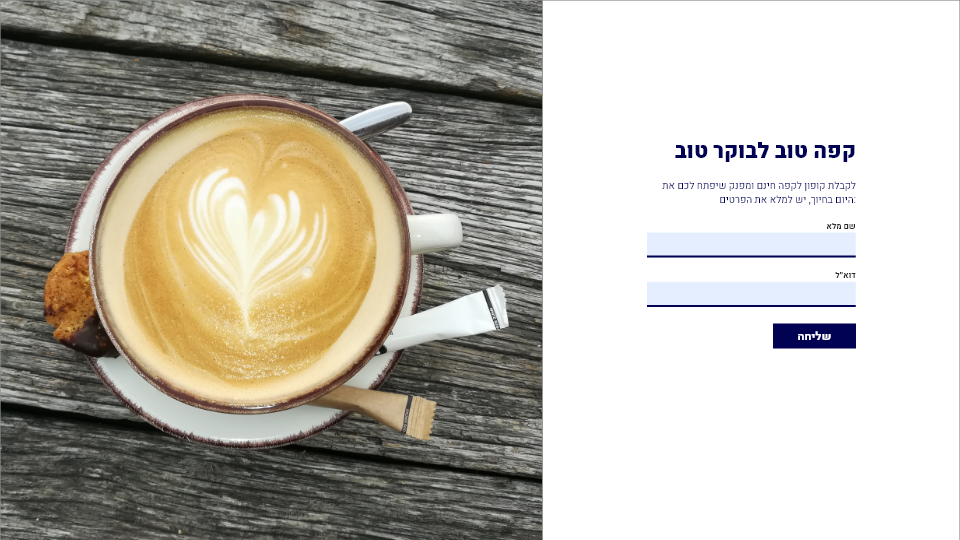 קפה טוב לבוקר טוב
לקבלת קופון לקפה חינם ומפנק שיפתח לכם את
היום בחיוך, יש למלא את הפרטים:
שם מלא
דוא"ל
שליחה